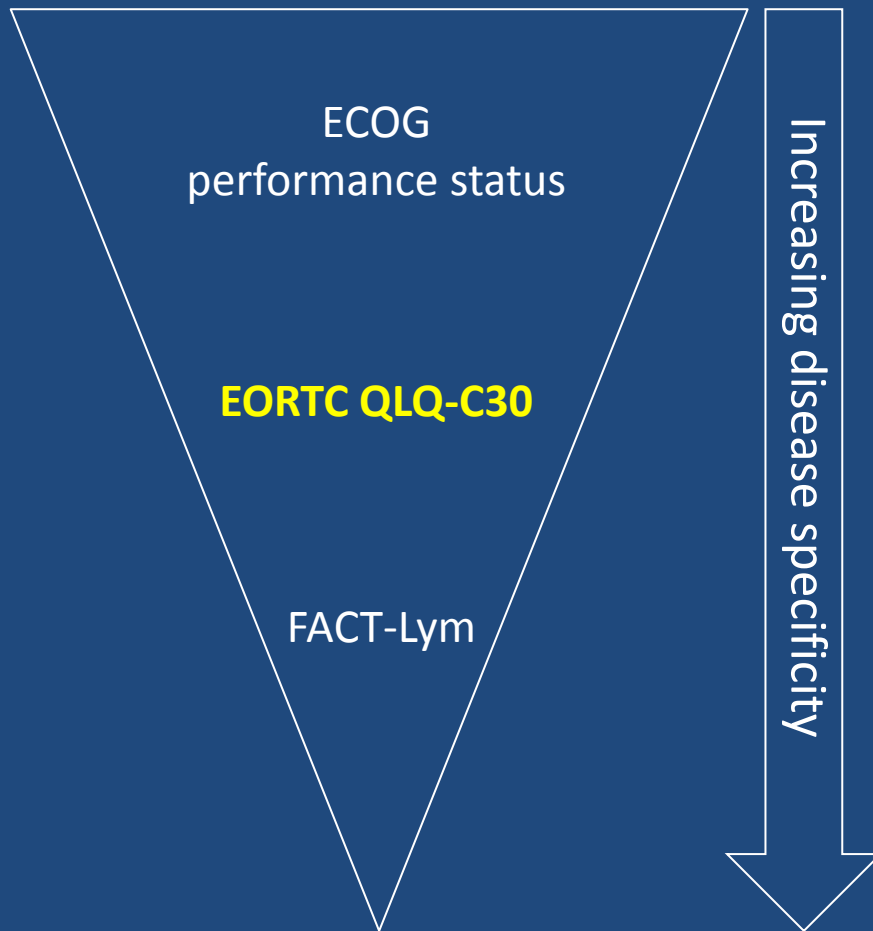 ECOG
performance status
EORTC QLQ-C30
FACT-Lym
Increasing disease specificity